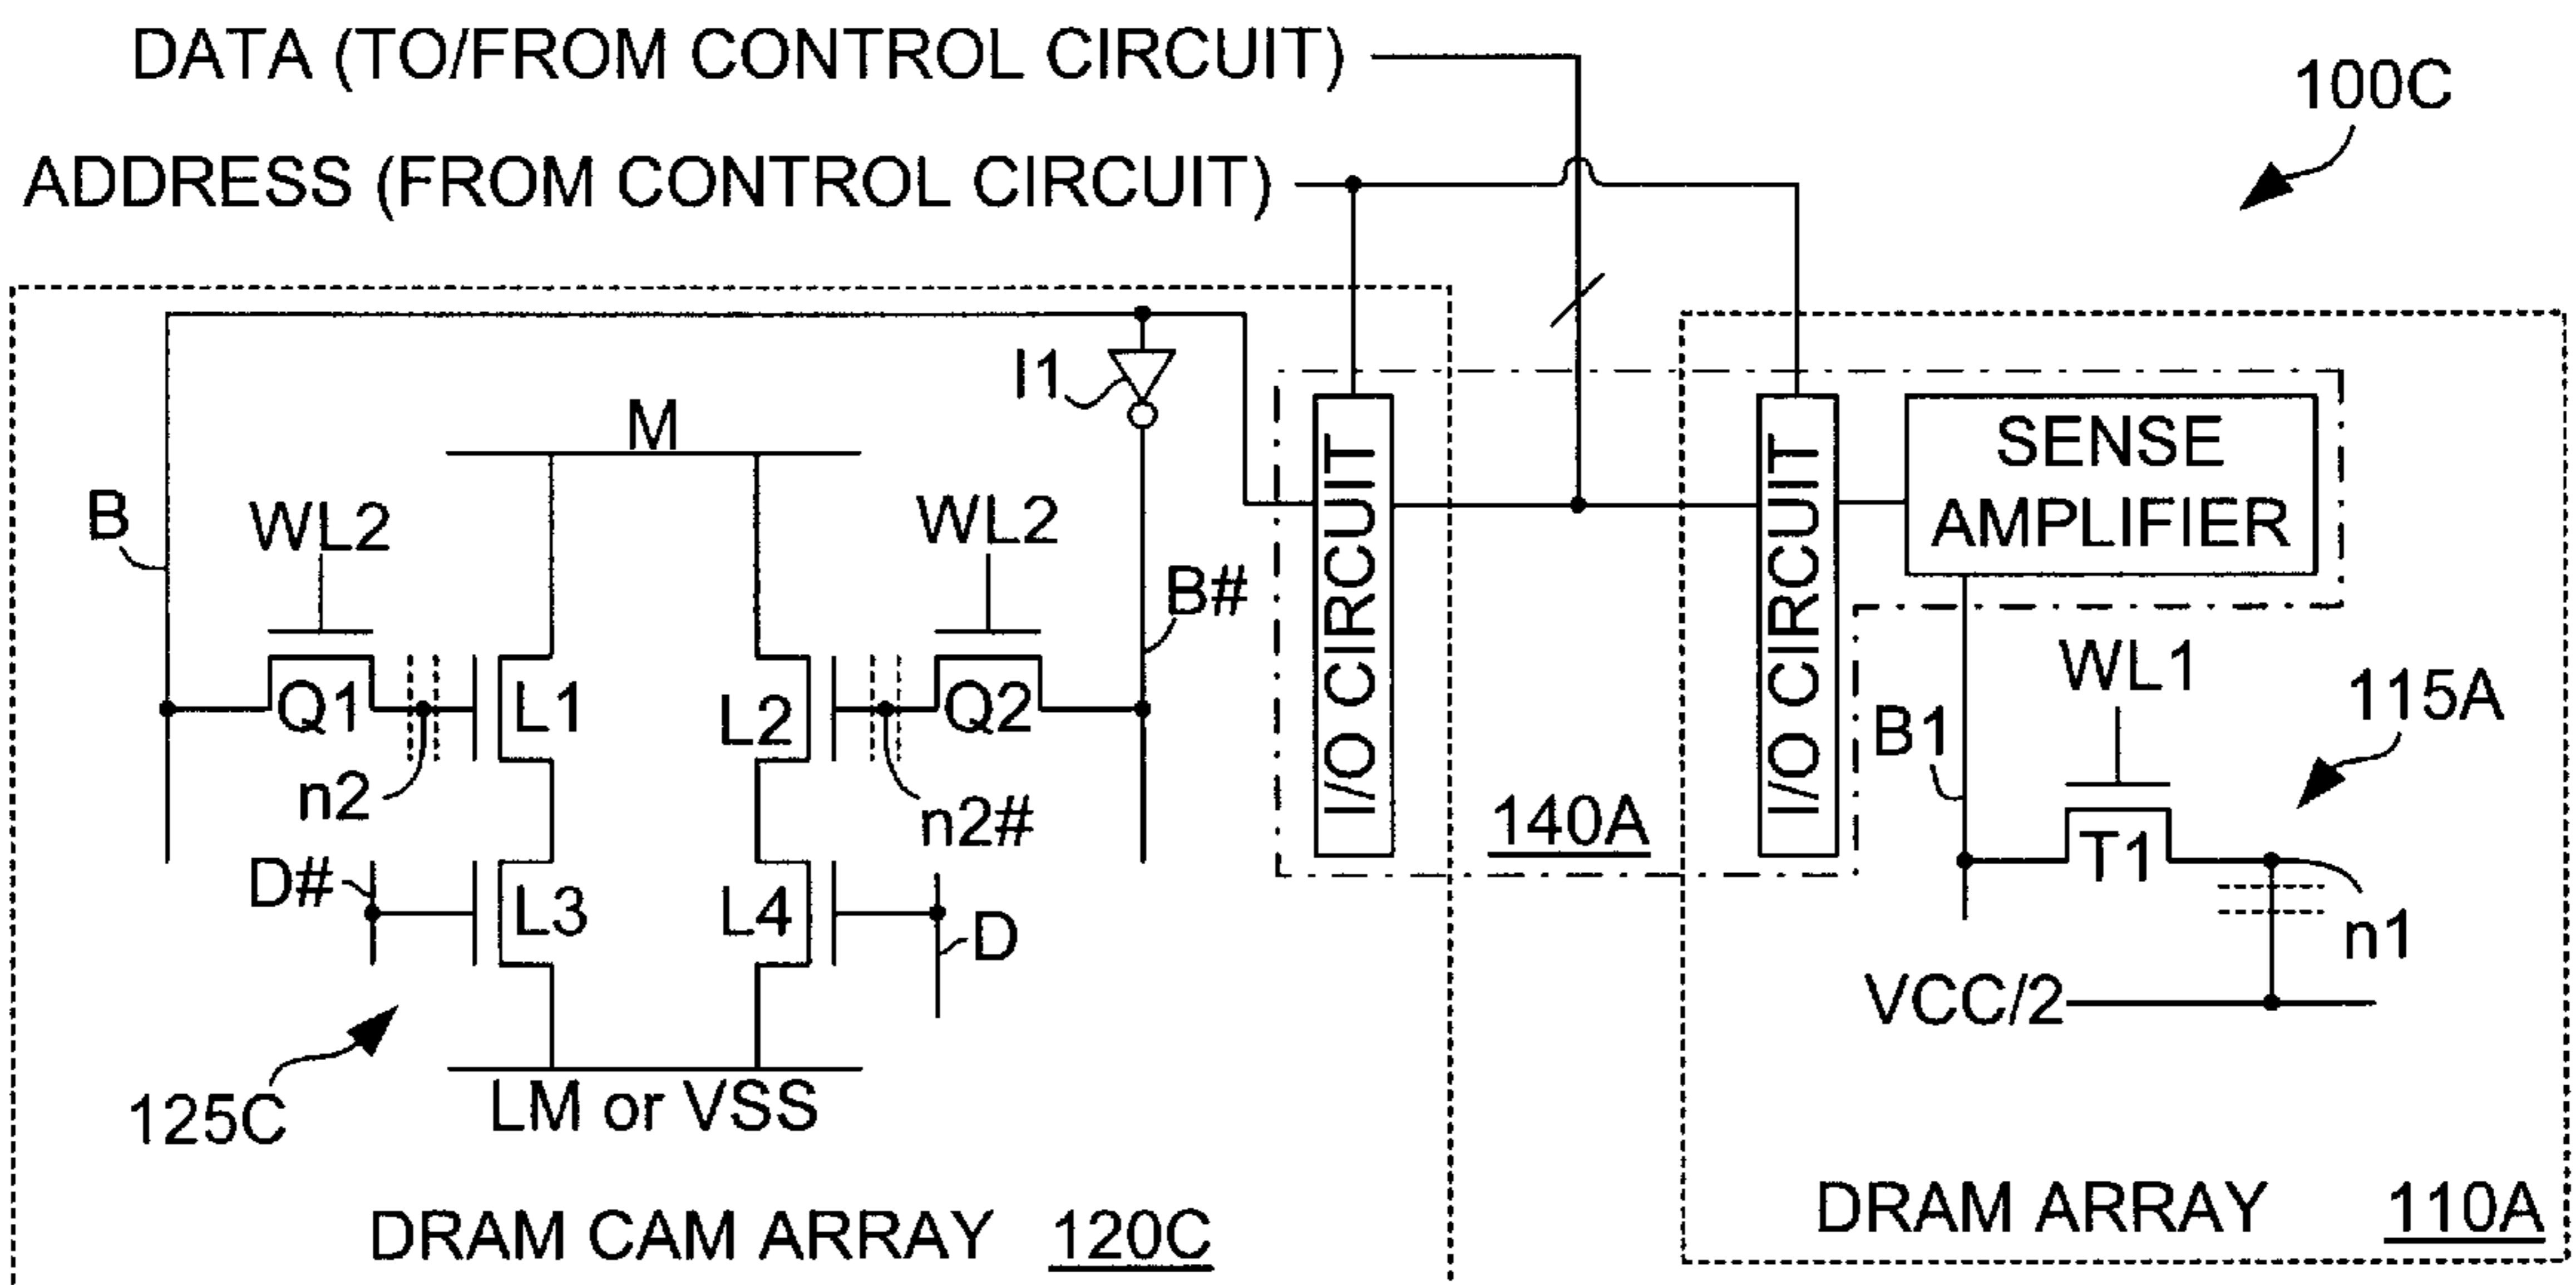 DATA (TO/FROM CONTROL CIRCUIT)
100C
ADDRESS (FROM CONTROL CIRCUIT)
I1
M
B
WL2
WL2
B#
I/O CIRCUIT
I/O CIRCUIT
SENSE
AMPLIFIER
Q1
L1
L2
Q2
n2
n2#
WL1
115A
B1
T1
n1
140A
D#
L3
L4
D
VCC/2
125C
LM or VSS
DRAM CAM ARRAY 120C
DRAM ARRAY 110A